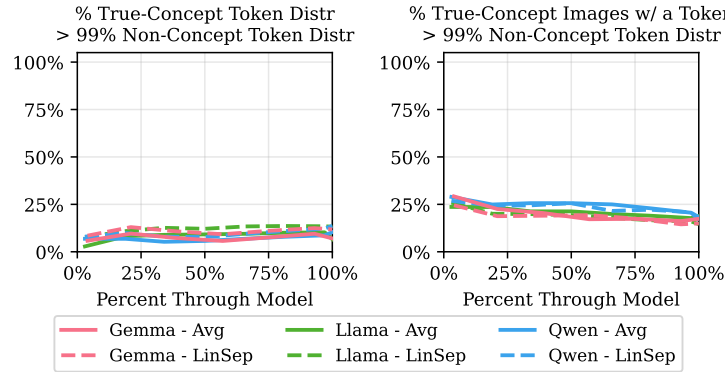 % True-Concept Token Distr
> 99% Non-Concept Token Distr
100%
75%
50%
25%
0%
0% 25% 50% 75% 100%
Percent Through Model
% True-Concept Images w/ a Token
> 99% Non-Concept Token Distr
100%
75%
50%
25%
0%
0% 25% 50% 75% 100%
Percent Through Model
Gemma - Avg Llama - Avg Qwen - Avg
Gemma - LinSep Llama - LinSep Qwen - LinSep